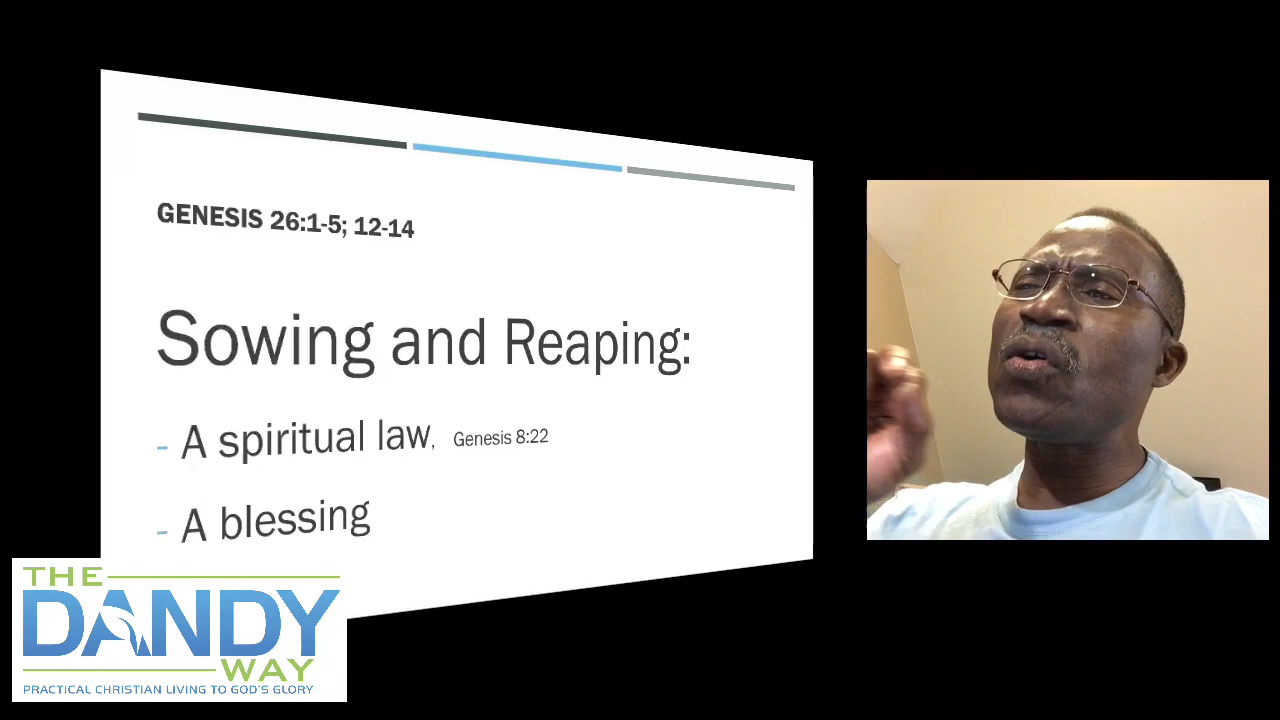 GENESIS 26:1-5; 12-14
Sowing and Reaping:
- A spiritual law, Genesis 8:22
- A blessing
THE
DANDY
WAY
PRACTICAL CHRISTIAN LIVING TO GOD'S GLORY